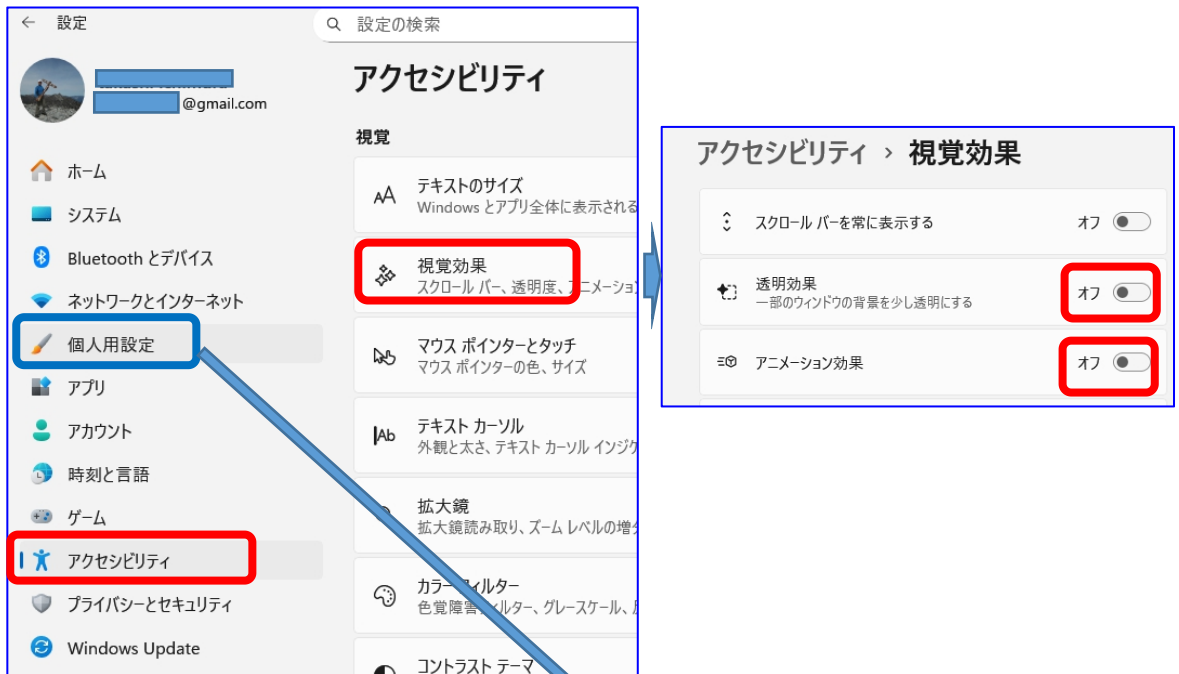 設定
設定の検索
@gmail.com
ホーム
システム
Bluetooth とデバイス
ネットワークとインターネット
個人用設定
アプリ
アカウント
時刻と言語
ゲーム
アクセシビリティ
プライバシーとセキュリティ
Windows Update
アクセシビリティ
視覚
テキストのサイズ
Windows とアプリ全体に表示される
視覚効果
スクロール バー、透明度、アニメーション
マウス ポインターとタッチ
マウス ポインターの色、サイズ
テキスト カーソル
外観と太さ、テキスト カーソル インジケ
拡大鏡
拡大鏡読み取り、ズーム レベルの増分
カラー フィルター
色覚障害フィルター、グレースケール、
コントラスト テーマ
アクセシビリティ › 視覚効果
スクロール バーを常に表示する
オフ
透明効果
一部のウィンドウの背景を少し透明にする
オフ
アニメーション効果
オフ